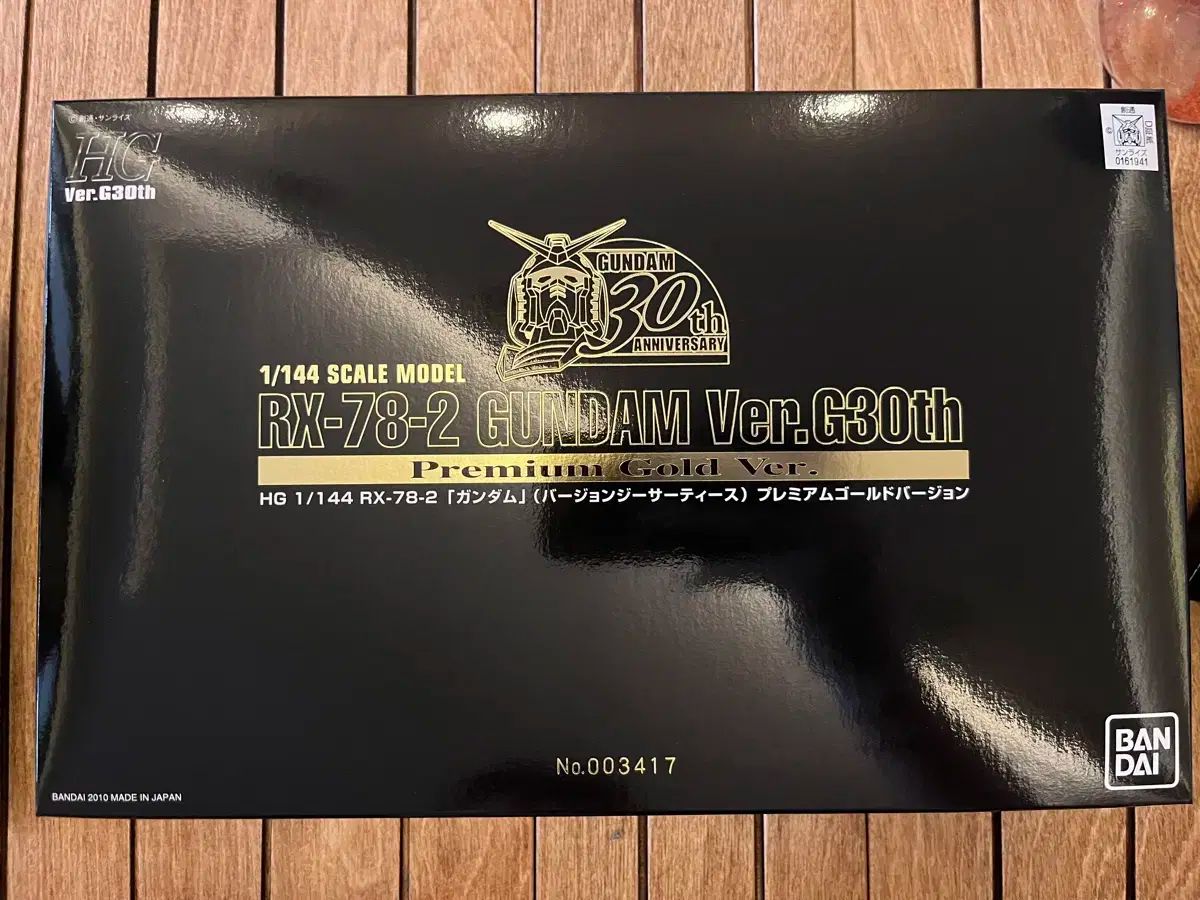 © 創通・サンライズ
HG
Ver.G30th
創通
サンライズ
0161941
GUNDAM
30th
ANNIVERSARY
1/144 SCALE MODEL
RX-78-2 GUNDAM Ver.G30th
Premium Gold Ver.
HG 1/144 RX-78-2「ガンダム」(バージョンジーサーティース) プレミアムゴールドバージョン
No.003417
BANDAI 2010 MADE IN JAPAN
BAN
DAI